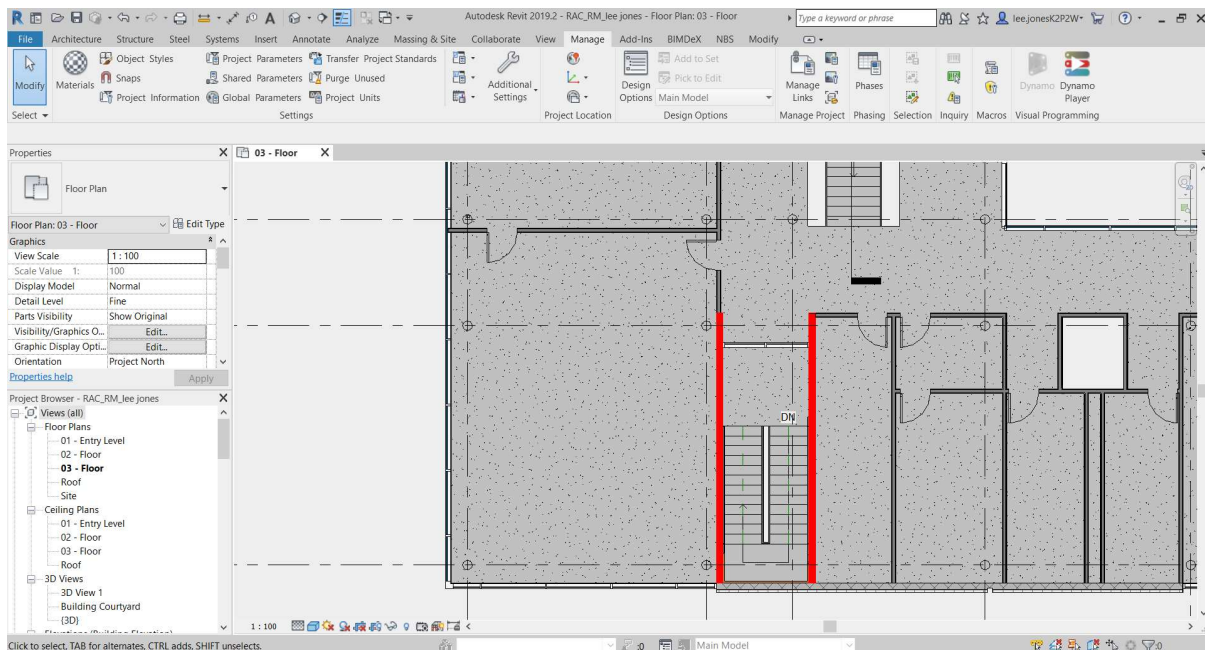 Autodesk Revit 2019.2 - RAC_RM_lee jones - Floor Plan: 03 - Floor
Type a keyword or phrase
lee.jonesK2P2W
File Architecture Structure Steel Systems Insert Annotate Analyze Massing & Site Collaborate View Manage Add-Ins BIMDeX NBS Modify
Modify
Materials
Object Styles
Snaps
Project Information
Project Parameters
Shared Parameters
Global Parameters
Transfer Project Standards
Purge Unused
Project Units
Additional
Settings
Design
Options
Add to Set
Pick to Edit
Main Model
Manage
Links
Phases
Dynamo
Dynamo
Player
Select
Settings
Project Location
Design Options
Manage Project
Phasing
Selection
Inquiry
Macros
Visual Programming
Properties X
03 - Floor X
Floor Plan
Floor Plan: 03 - Floor
Edit Type
Graphics
View Scale 1 : 100
Scale Value 1: 100
Display Model Normal
Detail Level Fine
Parts Visibility Show Original
Visibility/Graphics O... Edit...
Graphic Display Opti... Edit...
Orientation Project North
Properties help
Apply
Project Browser - RAC_RM_lee jones X
Views (all)
Floor Plans
01 - Entry Level
02 - Floor
03 - Floor
Roof
Site
Ceiling Plans
01 - Entry Level
02 - Floor
03 - Floor
Roof
3D Views
3D View 1
Building Courtyard
{3D}
DN
1 : 100
Click to select, TAB for alternates, CTRL adds, SHIFT unselects.
:0
Main Model
:0